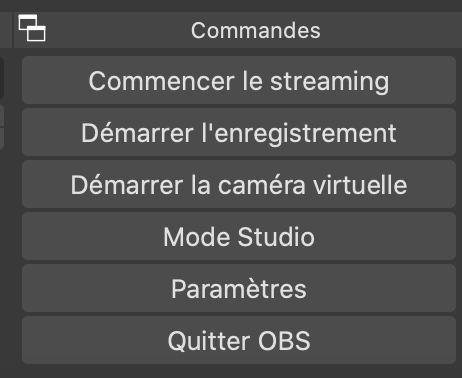 Commandes
Commencer le streaming
Démarrer l'enregistrement
Démarrer la caméra virtuelle
Mode Studio
Paramètres
Quitter OBS